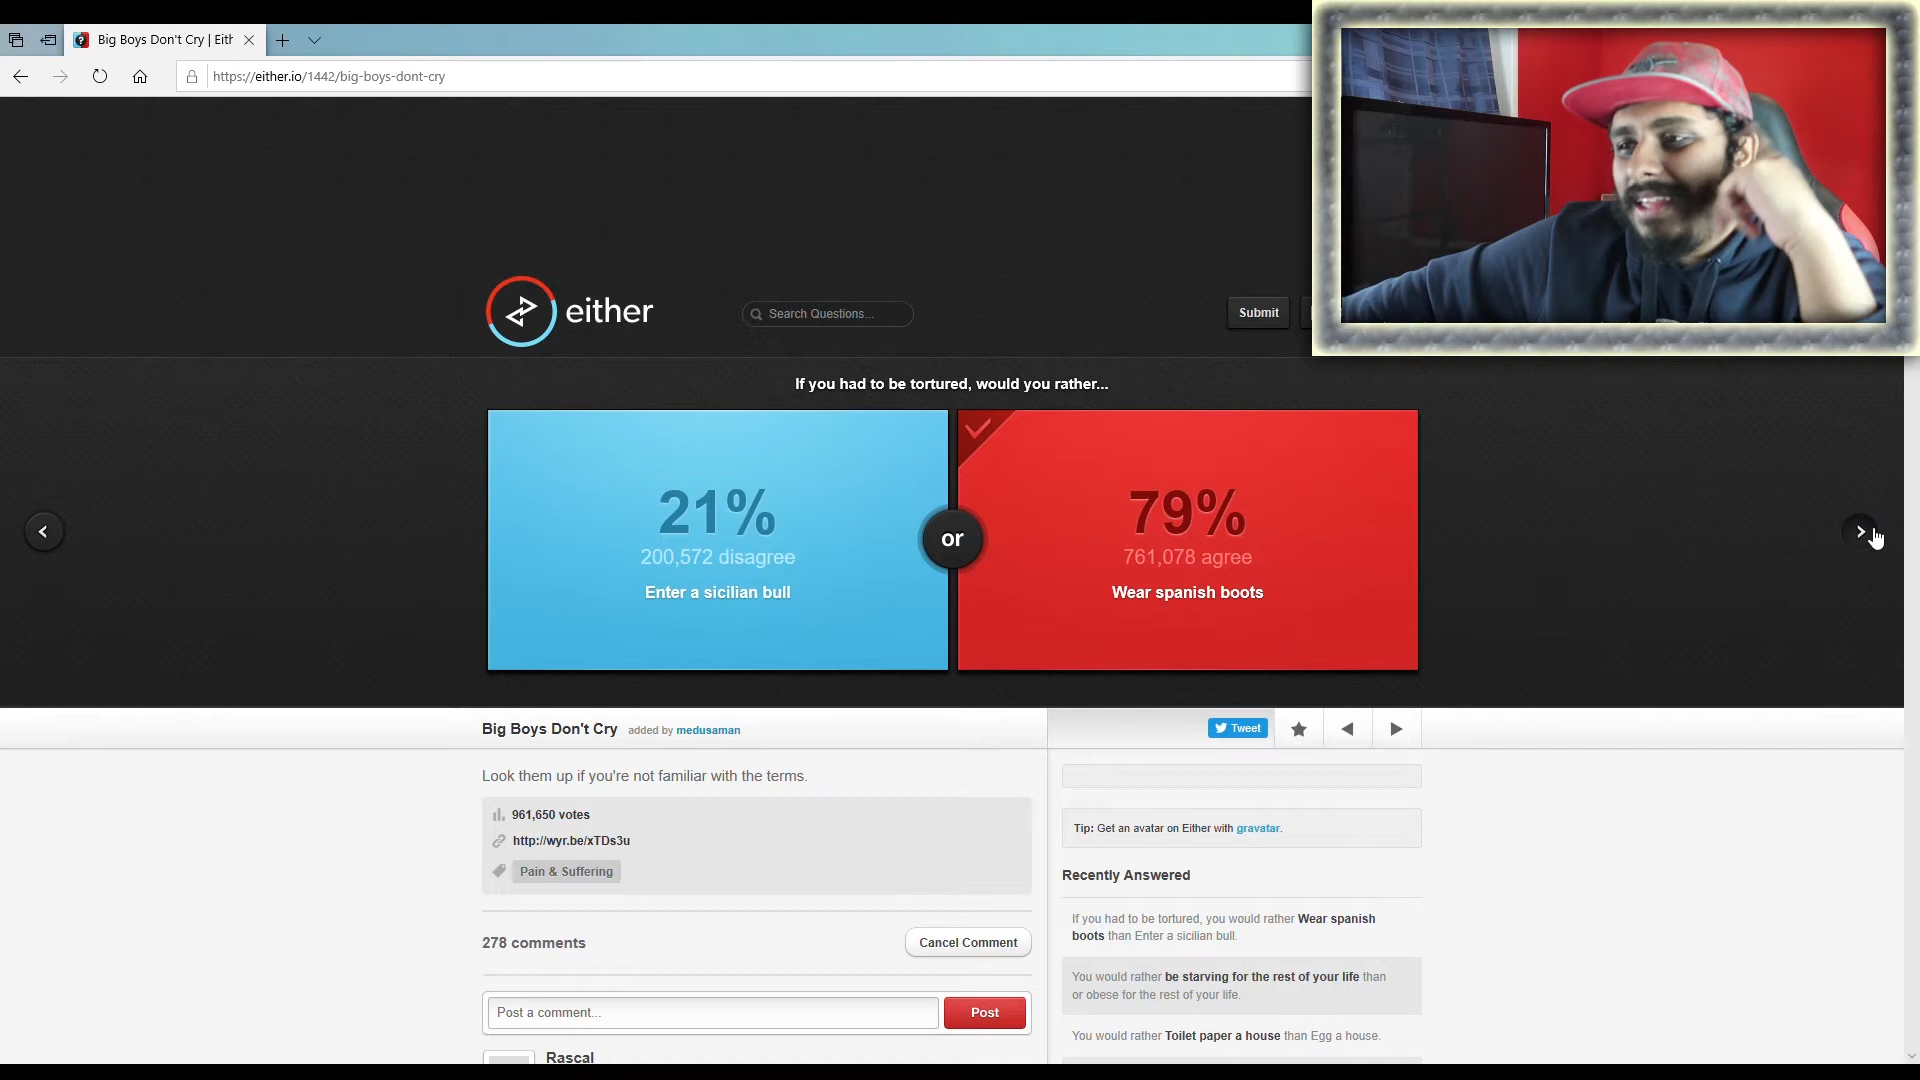 Big Boys Don't Cry | Eith
https://either.io/1442/big-boys-dont-cry
either
Search Questions...
Submit
If you had to be tortured, would you rather...
21%
200,572 disagree
Enter a sicilian bull
or
79%
761,078 agree
Wear spanish boots
Big Boys Don't Cry added by medusaman
Tweet
Look them up if you're not familiar with the terms.
961,650 votes
http://wyr.be/xTDs3u
Pain & Suffering
278 comments
Cancel Comment
Post a comment...
Post
Rascal
Tip: Get an avatar on Either with gravatar.
Recently Answered
If you had to be tortured, you would rather Wear spanish
boots than Enter a sicilian bull.
You would rather be starving for the rest of your life than
or obese for the rest of your life.
You would rather Toilet paper a house than Egg a house.